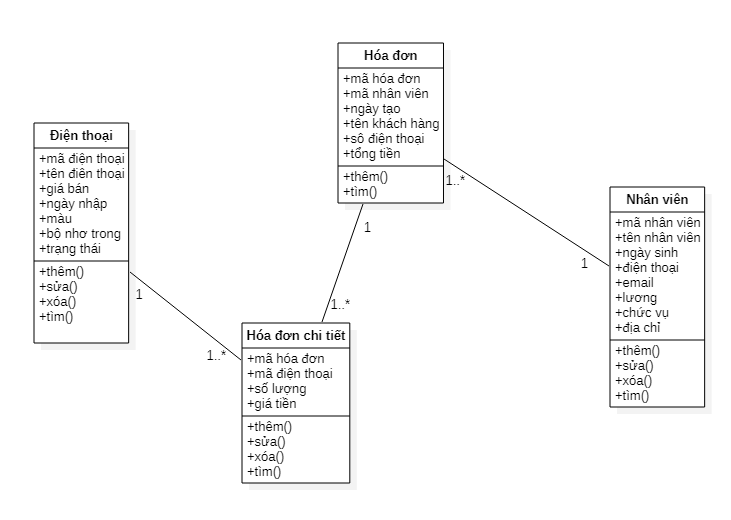 Hóa đơn
+mã hóa đơn
+mã nhân viên
+ngày tạo
+tên khách hàng
+sô điện thoại
+tổng tiền
+thêm()
+tìm()
1..*
1
Điện thoại
+mã điện thoại
+tên điên thoại
+giá bán
+ngày nhập
+màu
+bộ nhơ trong
+trạng thái
+thêm()
+sửa()
+xóa()
+tìm()
1
1..*
1..*
Nhân viên
+mã nhân viên
+tên nhân viên
+ngày sinh
+điện thoại
+email
+lương
+chức vụ
+địa chỉ
+thêm()
+sửa()
+xóa()
+tìm()
1
Hóa đơn chi tiết
+mã hóa đơn
+mã điện thoại
+số lượng
+giá tiền
+thêm()
+sửa()
+xóa()
+tìm()